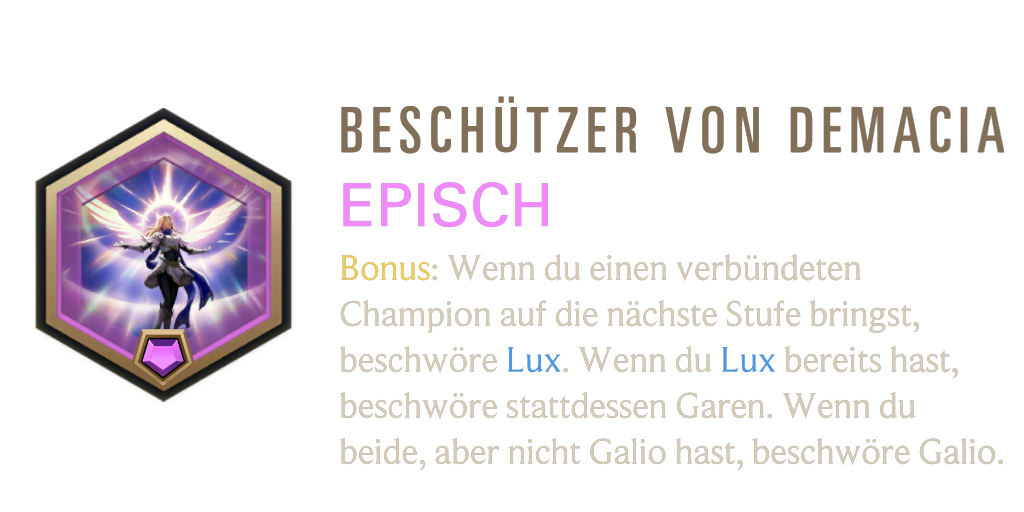 BESCHÜTZER VON DEMACIA
EPISCH
Bonus: Wenn du einen verbündeten
Champion auf die nächste Stufe bringst,
beschwöre Lux. Wenn du Lux bereits hast,
beschwöre stattdessen Garen. Wenn du
beide, aber nicht Galio hast, beschwöre Galio.